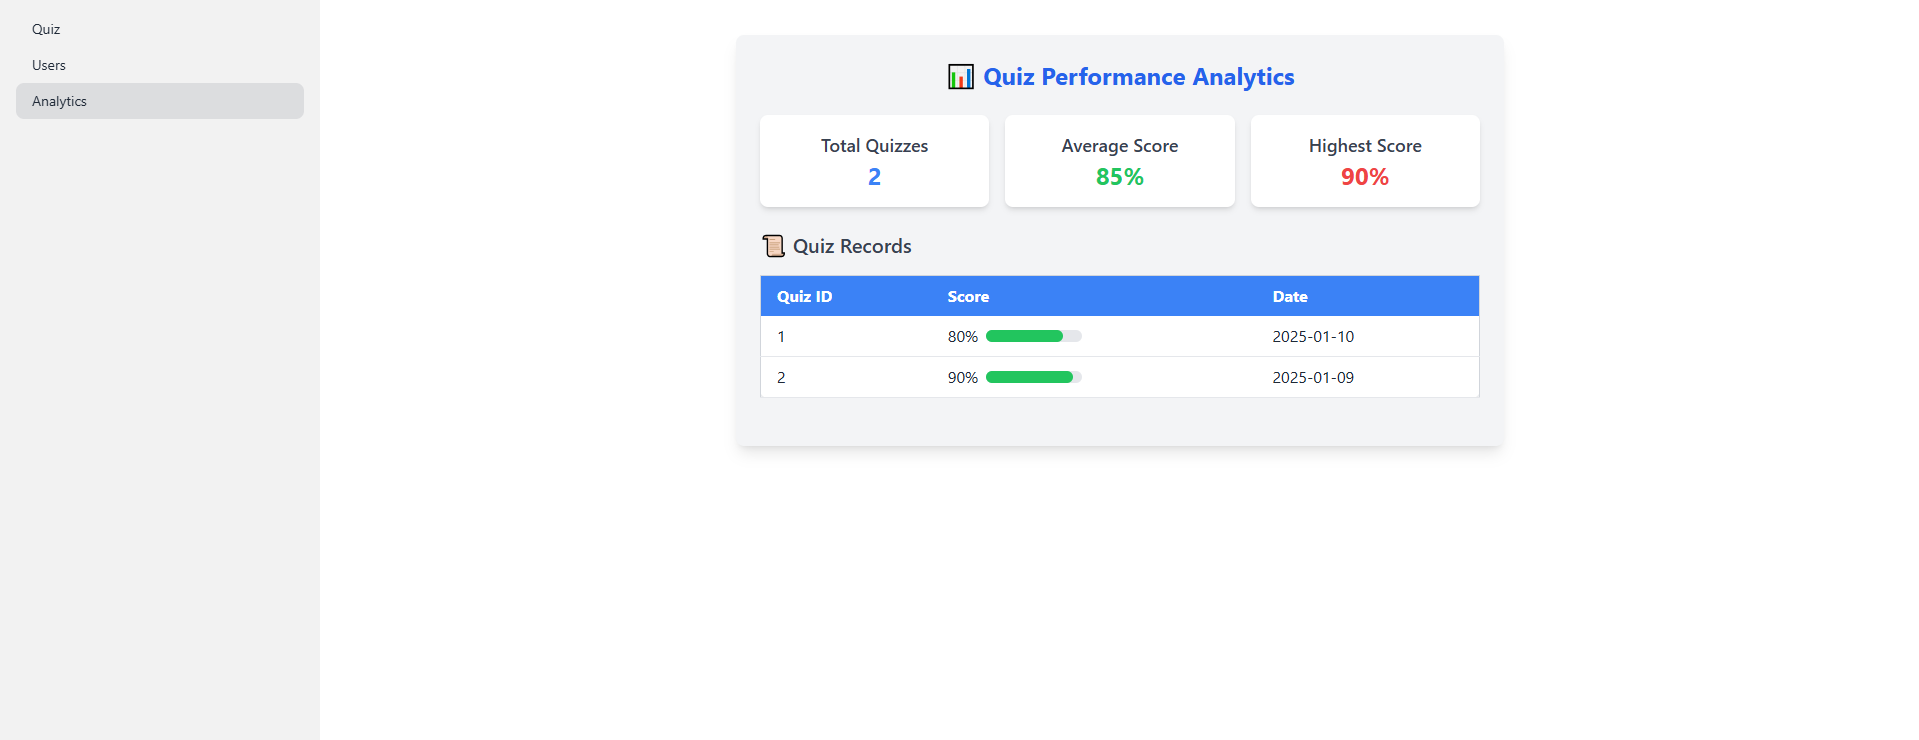 Quiz
Users
Analytics
📊 Quiz Performance Analytics
Total Quizzes
2
Average Score
85%
Highest Score
90%
📜 Quiz Records
Quiz ID Score Date
1 80% 2025-01-10
2 90% 2025-01-09